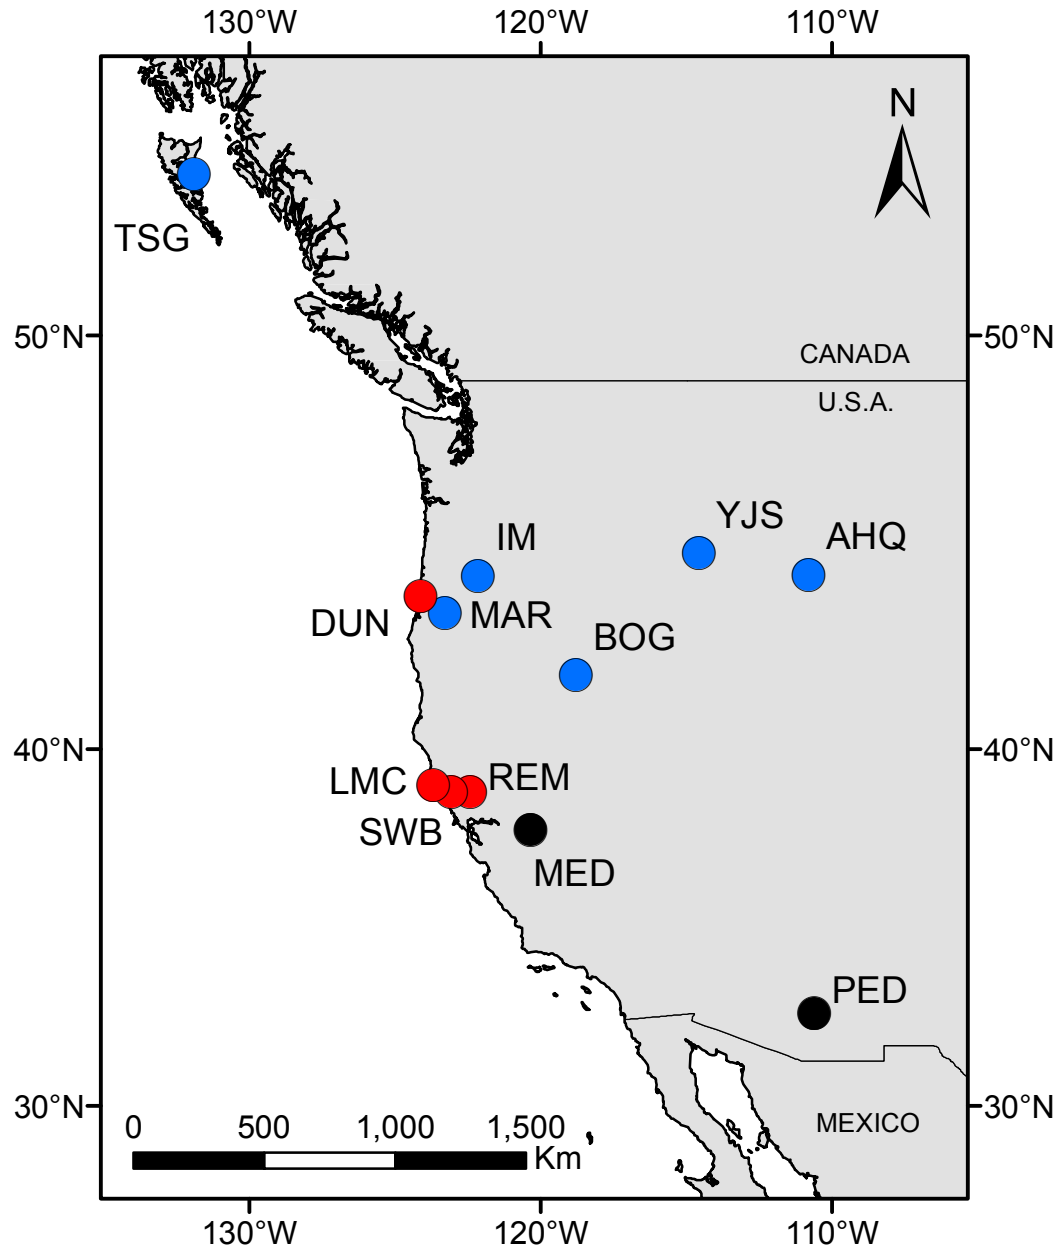 130°W 120°W 110°W
N
TSG
50°N 50°N
CANADA
U.S.A.
YJS
IM AHQ
DUN MAR
BOG
40°N 40°N
LMC REM
SWB
MED
PED
30°N 30°N
MEXICO
0 500 1,000 1,500
Km
130°W 120°W 110°W